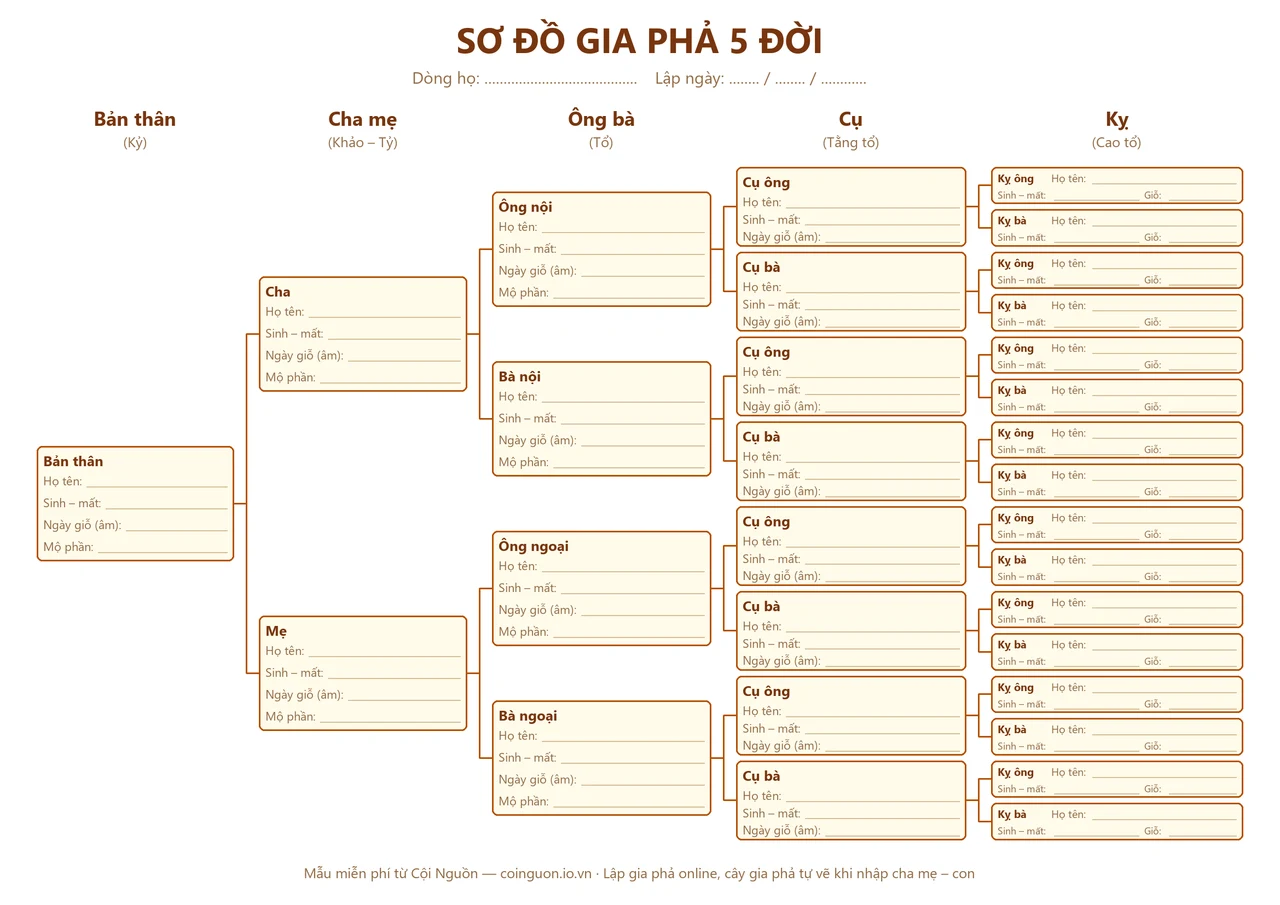 SƠ ĐỒ GIA PHẢ 5 ĐỜI
Dòng họ: ........................................ Lập ngày: ........ / ........ / ............
Bản thân
(Kỷ)
Cha mẹ
(Khảo – Tỷ)
Ông bà
(Tổ)
Cụ
(Tằng tổ)
Kỵ
(Cao tổ)
Bản thân
Họ tên:
Sinh – mất:
Ngày giỗ (âm):
Mộ phần:
Cha
Họ tên:
Sinh – mất:
Ngày giỗ (âm):
Mộ phần:
Mẹ
Họ tên:
Sinh – mất:
Ngày giỗ (âm):
Mộ phần:
Ông nội
Họ tên:
Sinh – mất:
Ngày giỗ (âm):
Mộ phần:
Bà nội
Họ tên:
Sinh – mất:
Ngày giỗ (âm):
Mộ phần:
Ông ngoại
Họ tên:
Sinh – mất:
Ngày giỗ (âm):
Mộ phần:
Bà ngoại
Họ tên:
Sinh – mất:
Ngày giỗ (âm):
Mộ phần:
Cụ ông
Họ tên:
Sinh – mất:
Ngày giỗ (âm):
Cụ bà
Họ tên:
Sinh – mất:
Ngày giỗ (âm):
Cụ ông
Họ tên:
Sinh – mất:
Ngày giỗ (âm):
Cụ bà
Họ tên:
Sinh – mất:
Ngày giỗ (âm):
Cụ ông
Họ tên:
Sinh – mất:
Ngày giỗ (âm):
Cụ bà
Họ tên:
Sinh – mất:
Ngày giỗ (âm):
Cụ ông
Họ tên:
Sinh – mất:
Ngày giỗ (âm):
Cụ bà
Họ tên:
Sinh – mất:
Ngày giỗ (âm):
Kỵ ông Họ tên:
Sinh – mất: Giỗ:
Kỵ bà Họ tên:
Sinh – mất: Giỗ:
Kỵ ông Họ tên:
Sinh – mất: Giỗ:
Kỵ bà Họ tên:
Sinh – mất: Giỗ:
Kỵ ông Họ tên:
Sinh – mất: Giỗ:
Kỵ bà Họ tên:
Sinh – mất: Giỗ:
Kỵ ông Họ tên:
Sinh – mất: Giỗ:
Kỵ bà Họ tên:
Sinh – mất: Giỗ:
Kỵ ông Họ tên:
Sinh – mất: Giỗ:
Kỵ bà Họ tên:
Sinh – mất: Giỗ:
Kỵ ông Họ tên:
Sinh – mất: Giỗ:
Kỵ bà Họ tên:
Sinh – mất: Giỗ:
Kỵ ông Họ tên:
Sinh – mất: Giỗ:
Kỵ bà Họ tên:
Sinh – mất: Giỗ:
Kỵ ông Họ tên:
Sinh – mất: Giỗ:
Kỵ bà Họ tên:
Sinh – mất: Giỗ:
Mẫu miễn phí từ Cội Nguồn — coinguon.io.vn · Lập gia phả online, cây gia phả tự vẽ khi nhập cha mẹ – con